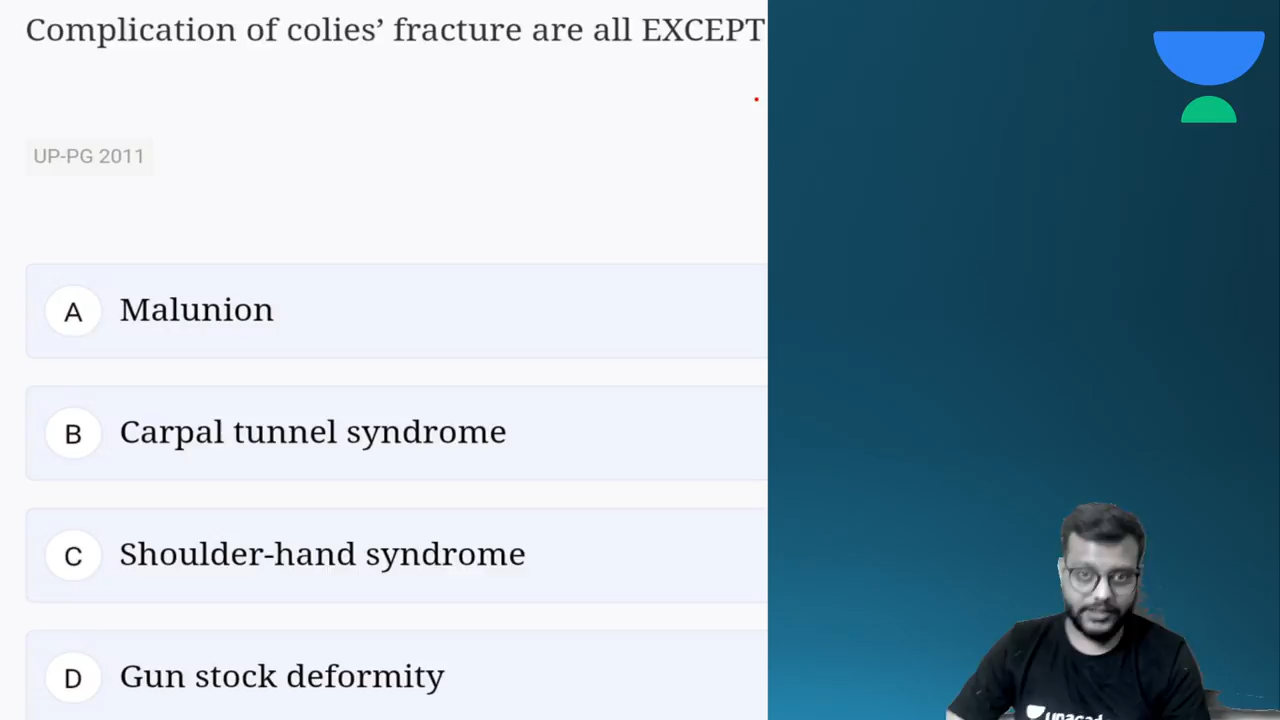 Complication of colies’ fracture are all EXCEPT
UP-PG 2011
A Malunion
B Carpal tunnel syndrome
C Shoulder-hand syndrome
D Gun stock deformity